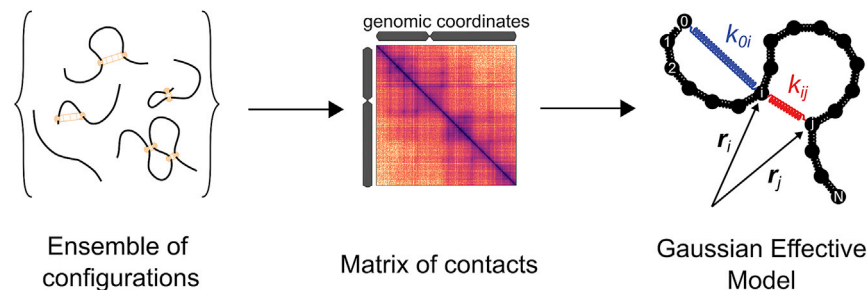 genomic coordinates
0
1
2
k0i
kij
i
j
ri
rj
N
Ensemble of
configurations
Matrix of contacts
Gaussian Effective
Model